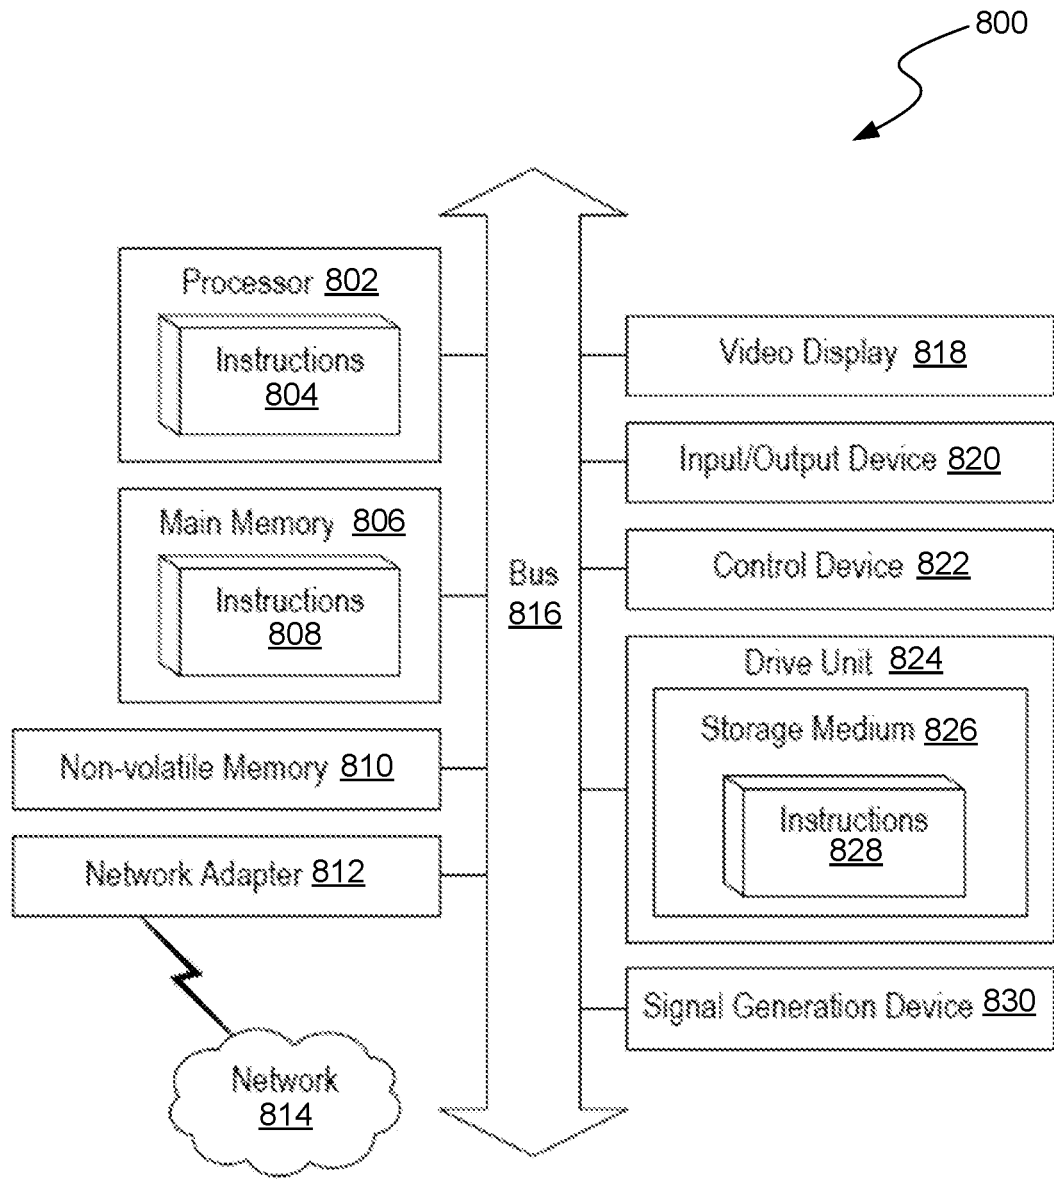 800
Processor 802
Instructions
804
Main Memory 806
Instructions
808
Non-volatile Memory 810
Network Adapter 812
Network
814
Bus
816
Video Display 818
Input/Output Device 820
Control Device 822
Drive Unit 824
Storage Medium 826
Instructions
828
Signal Generation Device 830